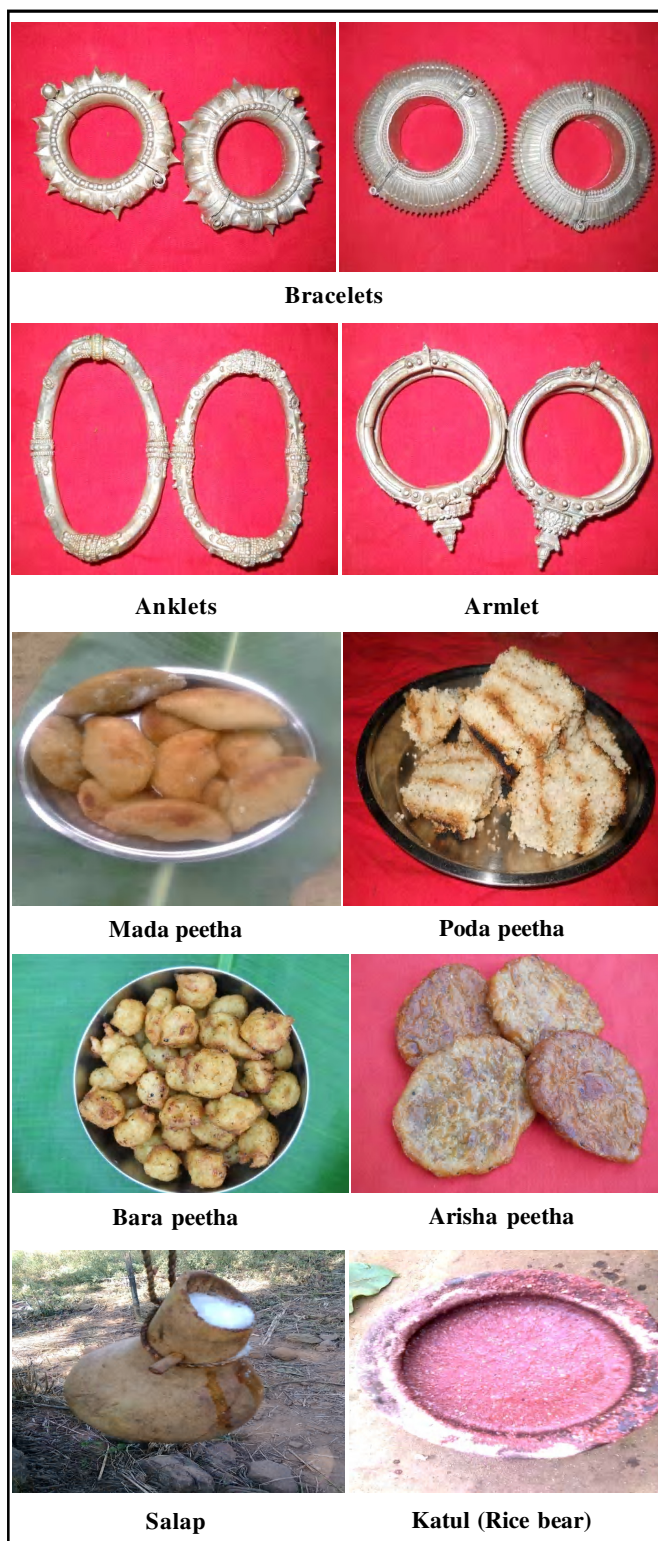 Bracelets
Anklets Armlet
Mada peetha Poda peetha
Bara peetha Arisha peetha
Salap Katul (Rice bear)